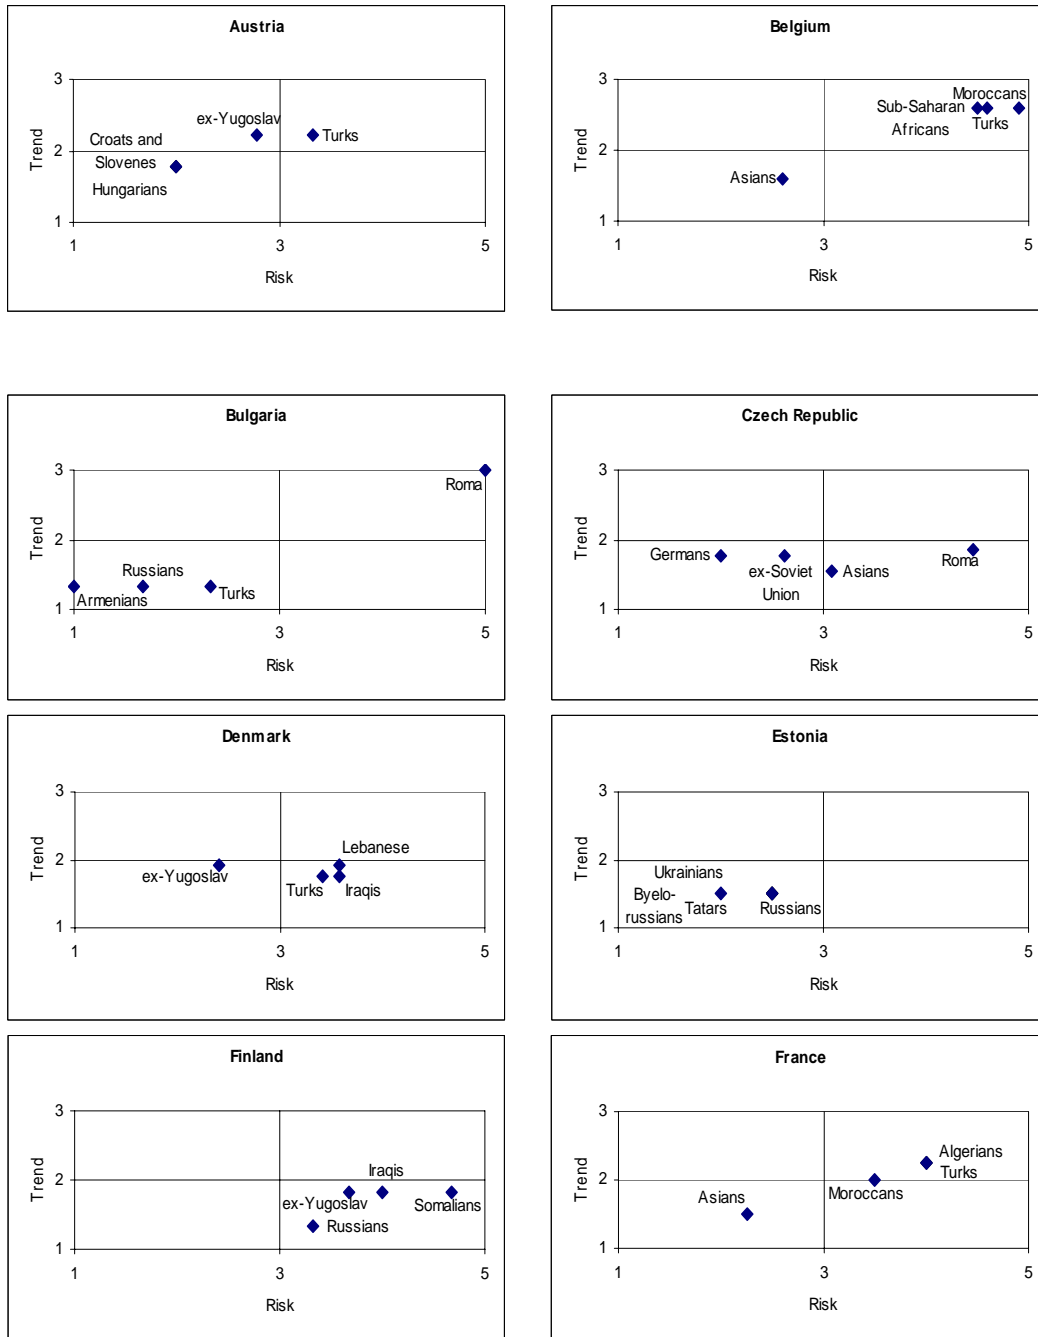 Austria
3
ex-Yugoslav
Turks
Croats and
Slovenes
Hungarians
2
1
Trend
1
3
5
Risk
Belgium
3
Moroccans
Sub-Saharan
Africans
Turks
2
Asians
1
Trend
1
3
5
Risk
Bulgaria
3
Roma
2
Russians
Armenians
Turks
1
Trend
1
3
5
Risk
Czech Republic
3
2
Germans
ex-Soviet
Union
Asians
Roma
1
Trend
1
3
5
Risk
Denmark
3
Lebanese
2
ex-Yugoslav
Turks
Iraqis
1
Trend
1
3
5
Risk
Estonia
3
2
Ukrainians
Byelo-
russians
Tatars
Russians
1
Trend
1
3
5
Risk
Finland
3
Iraqis
2
ex-Yugoslav
Somalians
Russians
1
Trend
1
3
5
Risk
France
3
Algerians
Turks
2
Moroccans
Asians
1
Trend
1
3
5
Risk